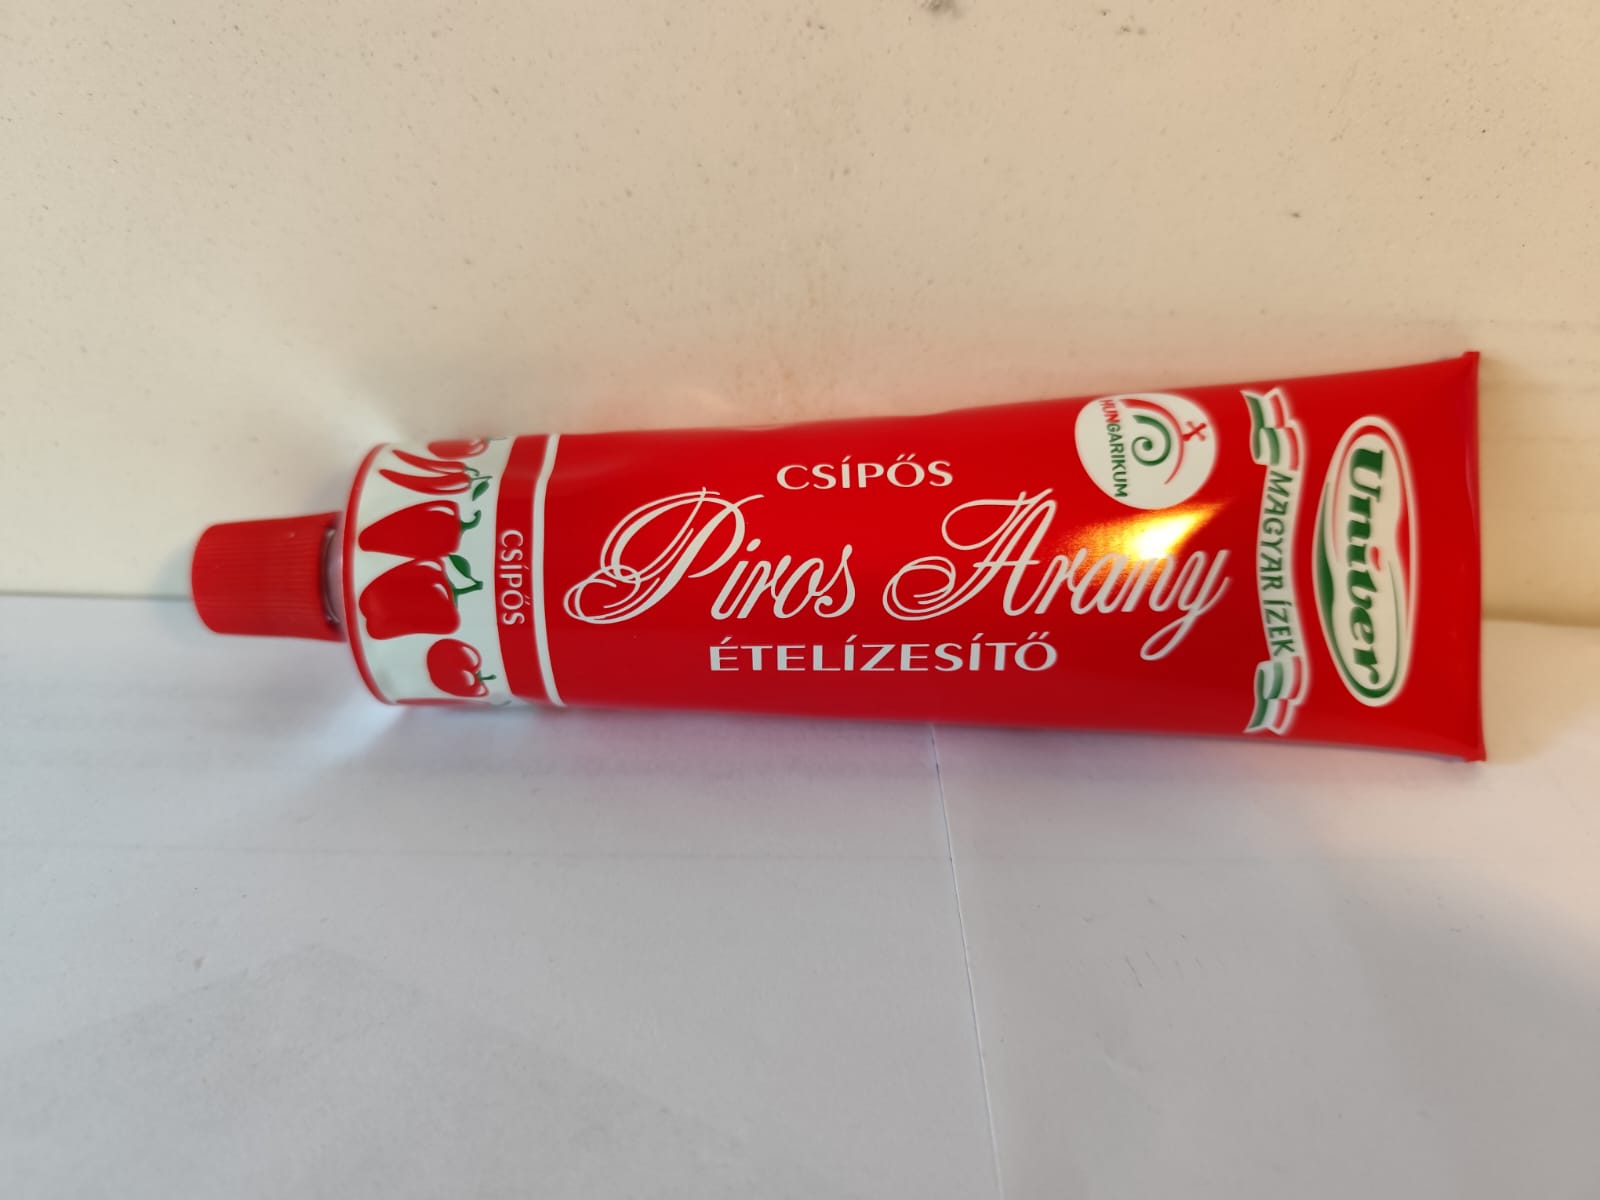 CSÍPŐS
CSÍPŐS
Piros Arany
ÉTELÍZESÍTŐ
HUNGARIKUM
MAGYAR ÍZEK
Univer